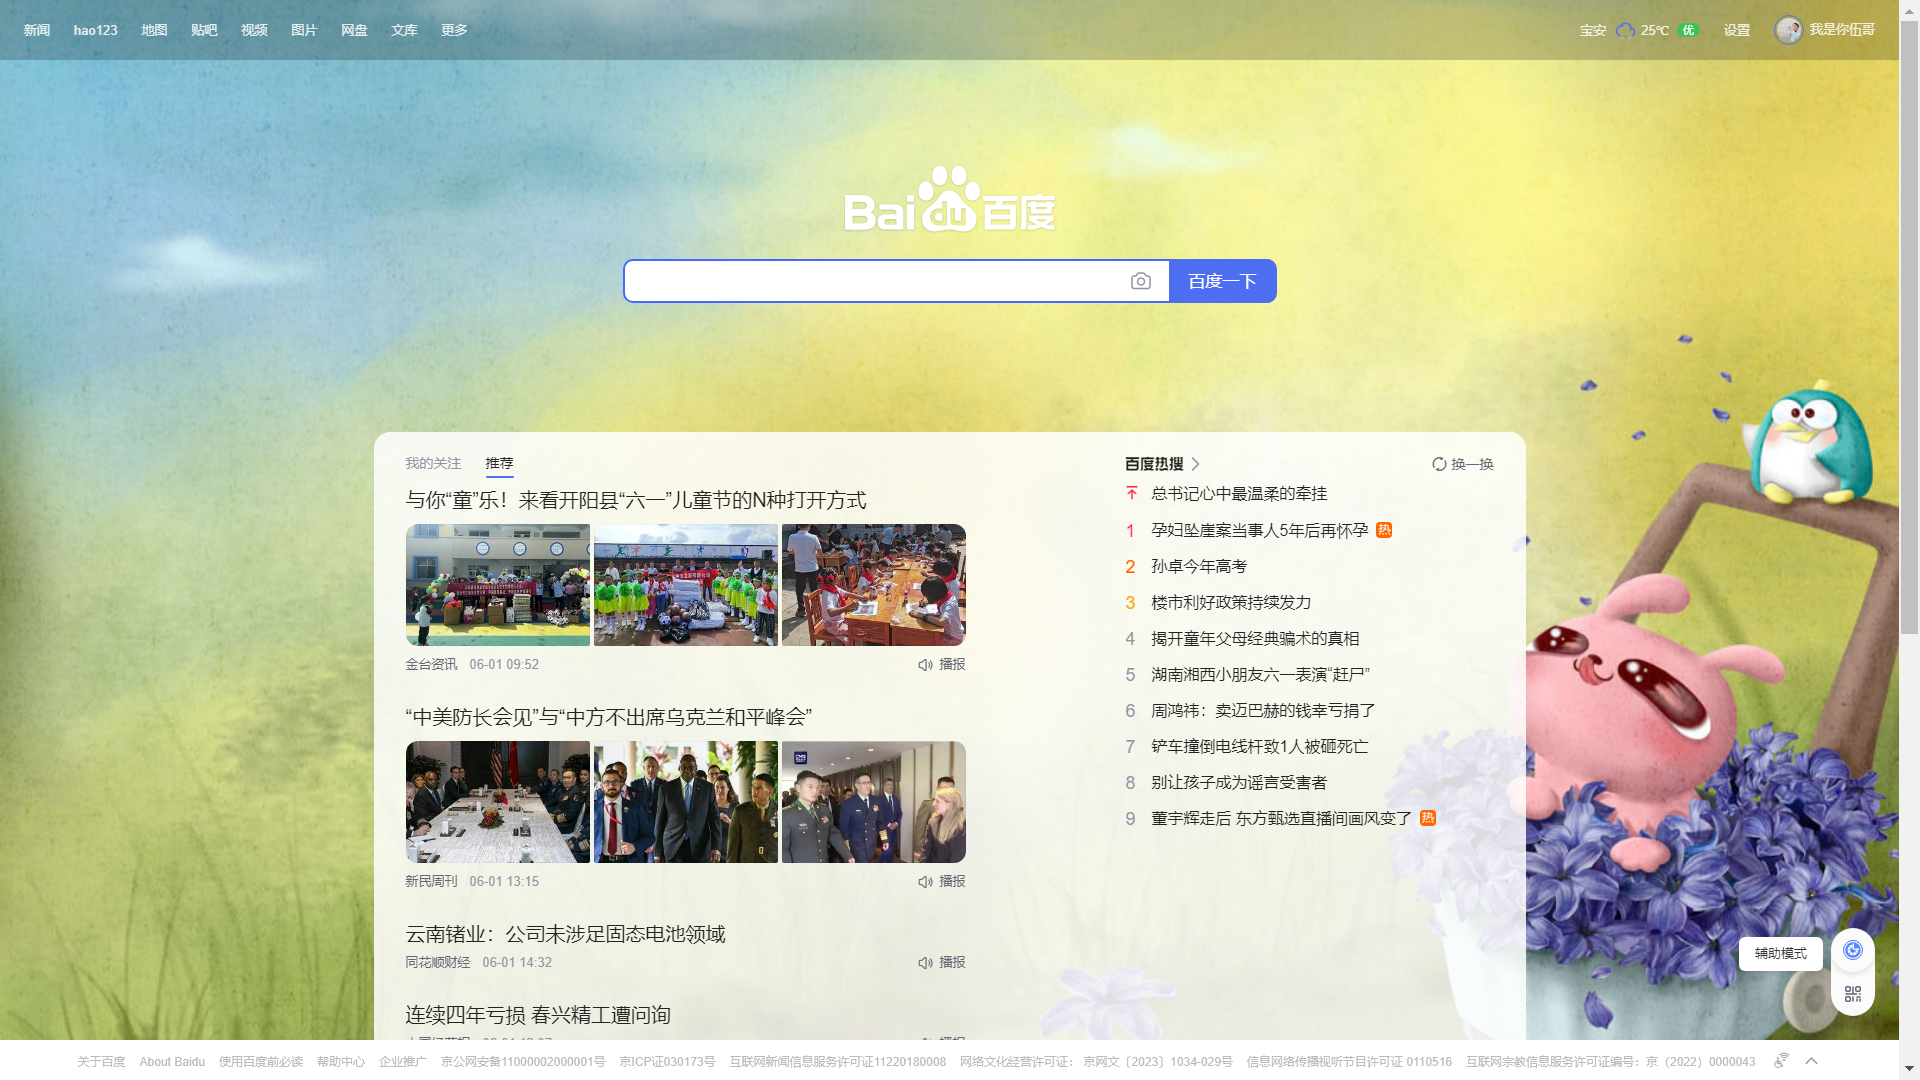 新闻 hao123 地图 贴吧 视频 图片 网盘 文库 更多 宝安 25℃ 优 设置 我是你伍哥
Bai du 百度
百度一下
我的关注 推荐
与你“童”乐！来看开阳县“六一”儿童节的N种打开方式
金台资讯 06-01 09:52 播报
“中美防长会见”与“中方不出席乌克兰和平峰会”
新民周刊 06-01 13:15 播报
云南锗业：公司未涉足固态电池领域
同花顺财经 06-01 14:32 播报
连续四年亏损 春兴精工遭问询
百度热搜 换一换
总书记心中最温柔的牵挂
1 孕妇坠崖案当事人5年后再怀孕 热
2 孙卓今年高考
3 楼市利好政策持续发力
4 揭开童年父母经典骗术的真相
5 湖南湘西小朋友六一表演“赶尸”
6 周鸿祎：卖迈巴赫的钱幸亏捐了
7 铲车撞倒电线杆致1人被砸死亡
8 别让孩子成为谣言受害者
9 董宇辉走后 东方甄选直播间画风变了 热
辅助模式
关于百度 About Baidu 使用百度前必读 帮助中心 企业推广 京公网安备11000002000001号 京ICP证030173号 互联网新闻信息服务许可证11220180008 网络文化经营许可证： 京网文〔2023〕1034-029号 信息网络传播视听节目许可证 0110516 互联网宗教信息服务许可证编号：京（2022）0000043